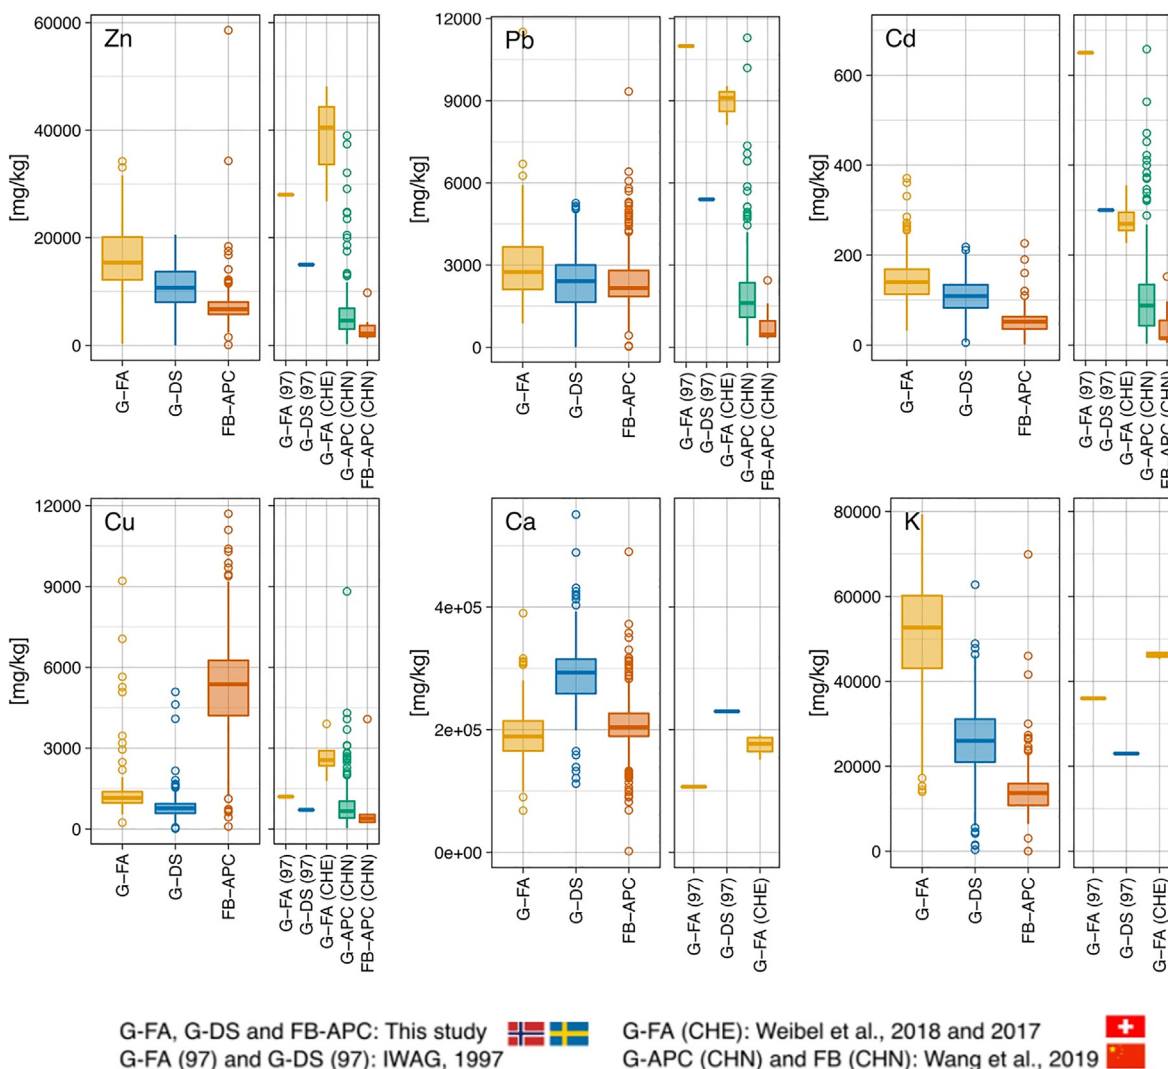 Zn
[mg/kg]
60000
40000
20000
0
G-FA
G-DS
FB-APC
G-FA (97)
G-DS (97)
G-FA (CHE)
G-APC (CHN)
FB-APC (CHN)
Pb
[mg/kg]
12000
9000
6000
3000
0
G-FA
G-DS
FB-APC
G-FA (97)
G-DS (97)
G-FA (CHE)
G-APC (CHN)
FB-APC (CHN)
Cd
[mg/kg]
600
400
200
0
G-FA
G-DS
FB-APC
G-FA (97)
G-DS (97)
G-FA (CHE)
G-APC (CHN)
FB-APC (CHN)
Cu
[mg/kg]
12000
9000
6000
3000
0
G-FA
G-DS
FB-APC
G-FA (97)
G-DS (97)
G-FA (CHE)
G-APC (CHN)
FB-APC (CHN)
Ca
[mg/kg]
4e+05
2e+05
0e+00
G-FA
G-DS
FB-APC
G-FA (97)
G-DS (97)
G-FA (CHE)
K
[mg/kg]
80000
60000
40000
20000
0
G-FA
G-DS
FB-APC
G-FA (97)
G-DS (97)
G-FA (CHE)
G-FA, G-DS and FB-APC: This study
G-FA (97) and G-DS (97): IWAG, 1997
G-FA (CHE): Weibel et al., 2018 and 2017
G-APC (CHN) and FB (CHN): Wang et al., 2019